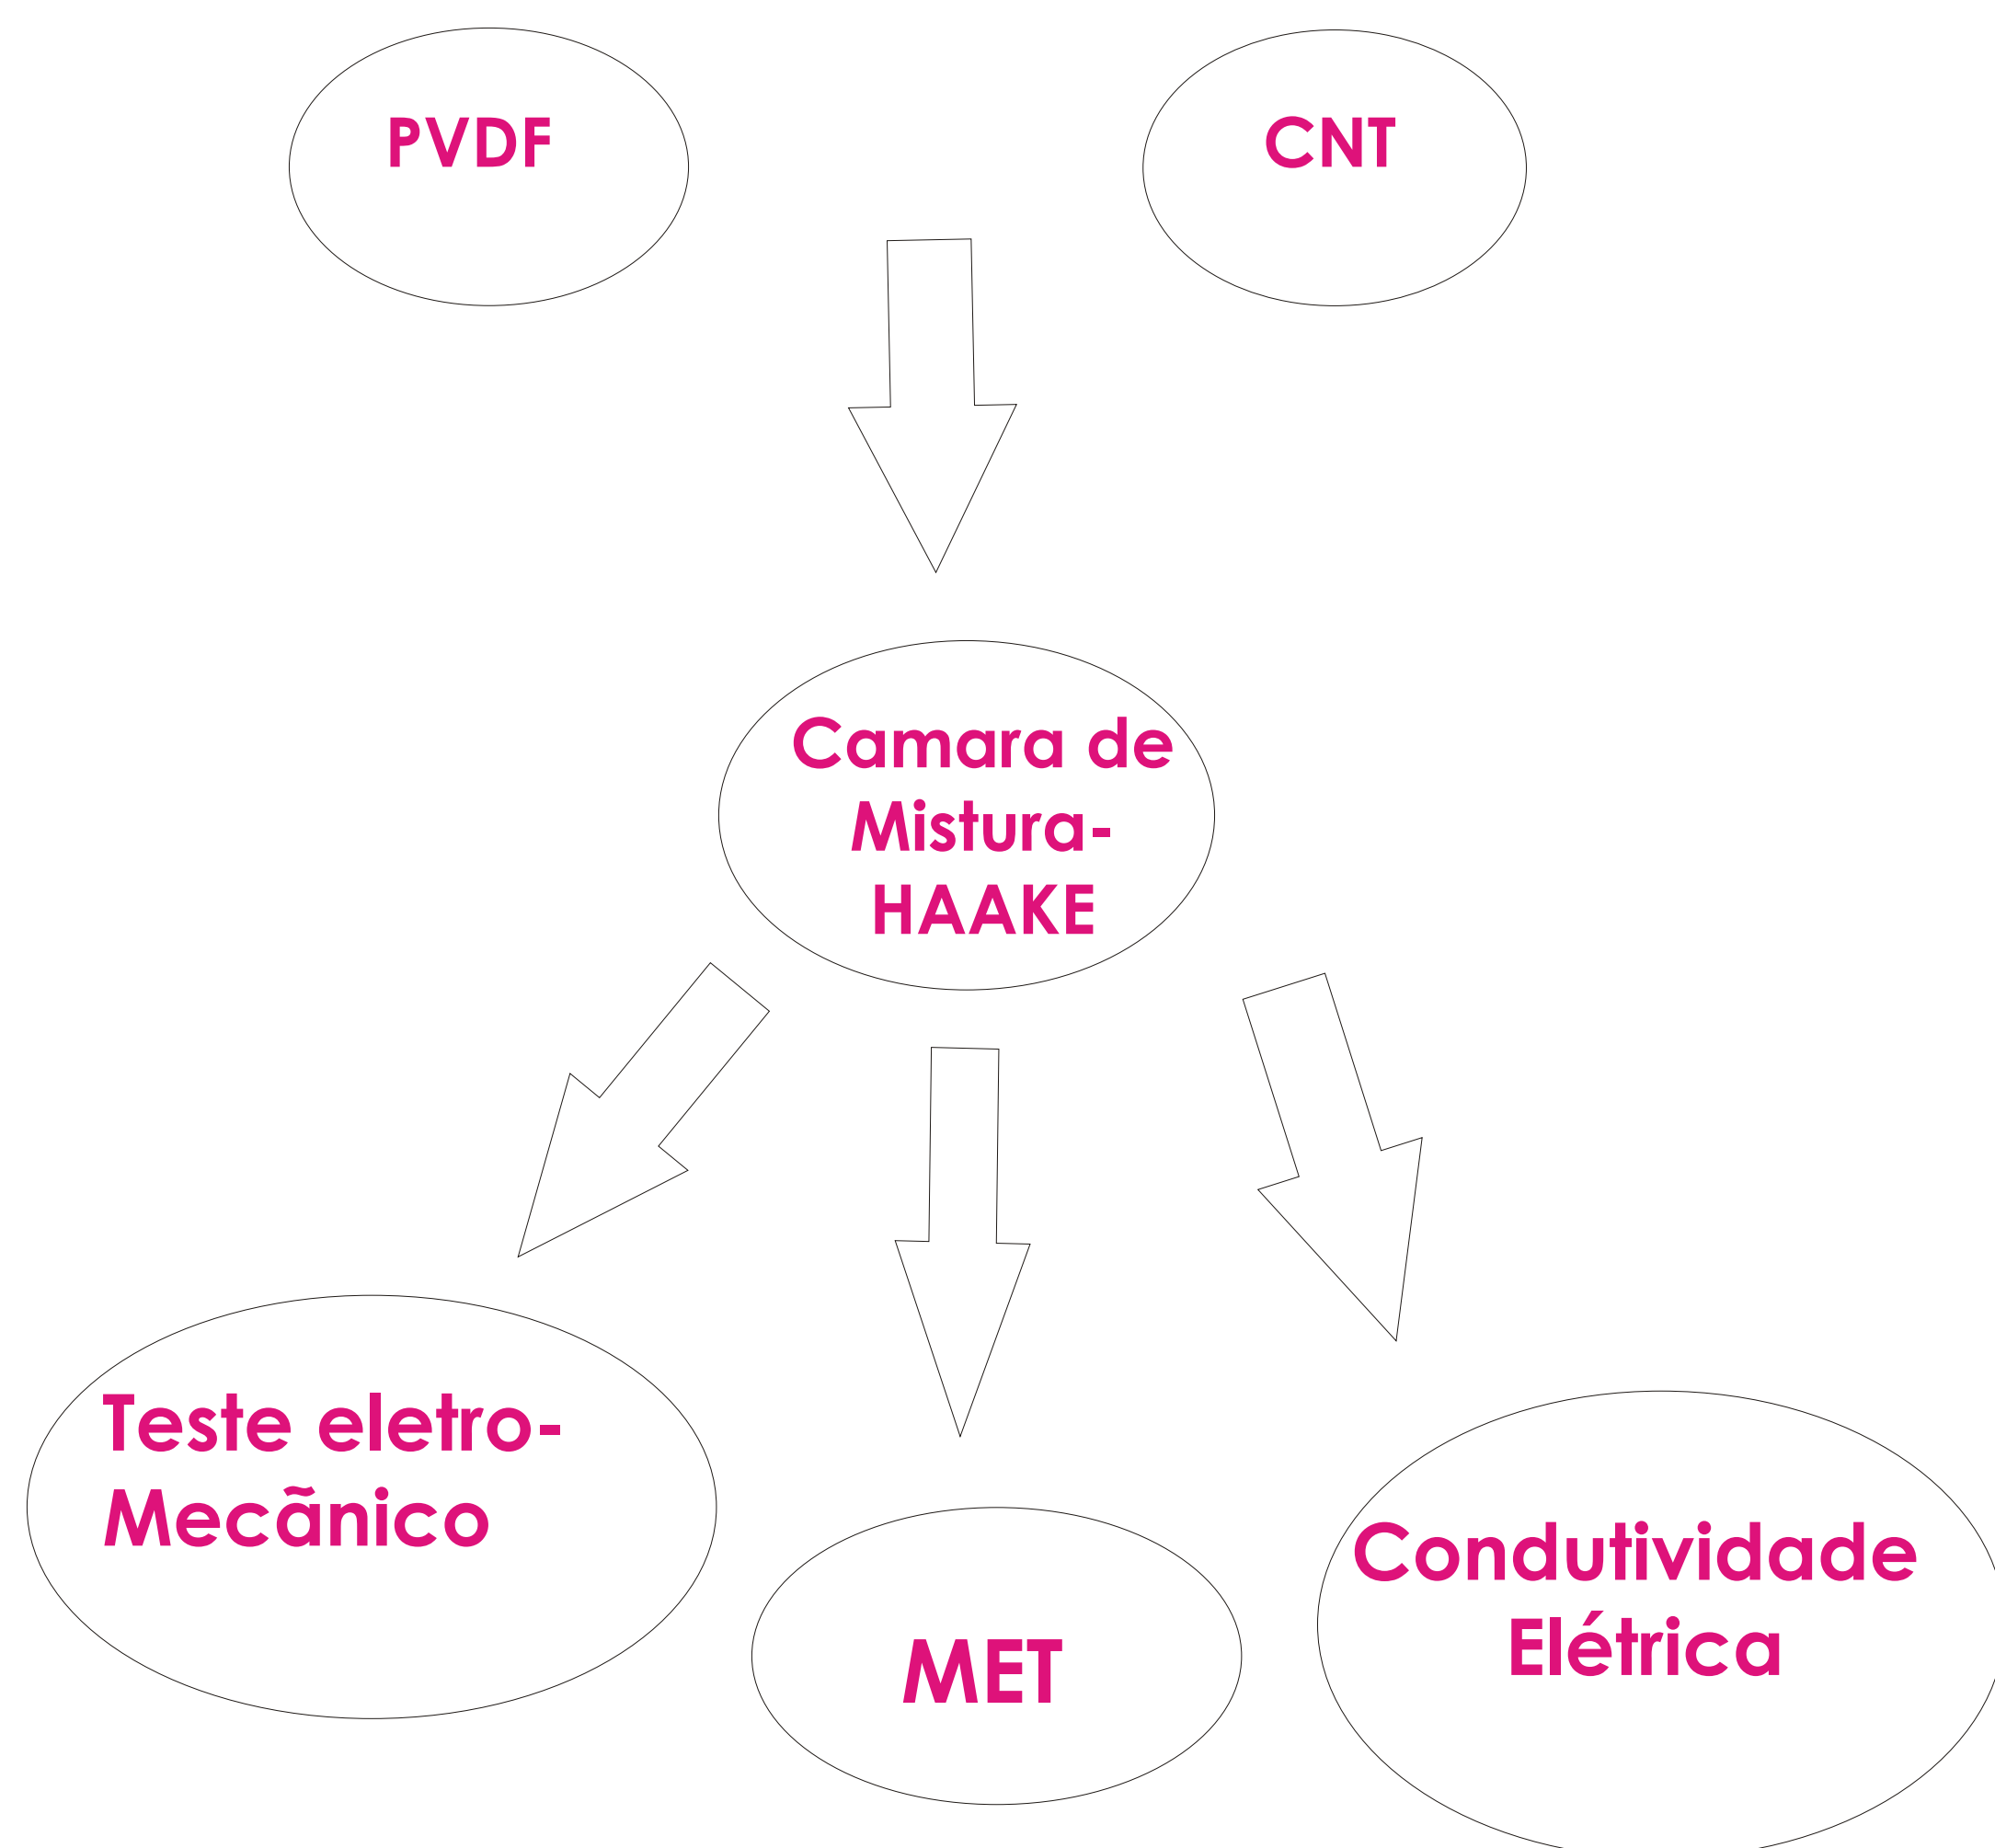 PVDF
CNT
Camara de
Mistura-
HAAKE
Teste eletro-
Mecãnico
MET
Condutividade
Elétrica